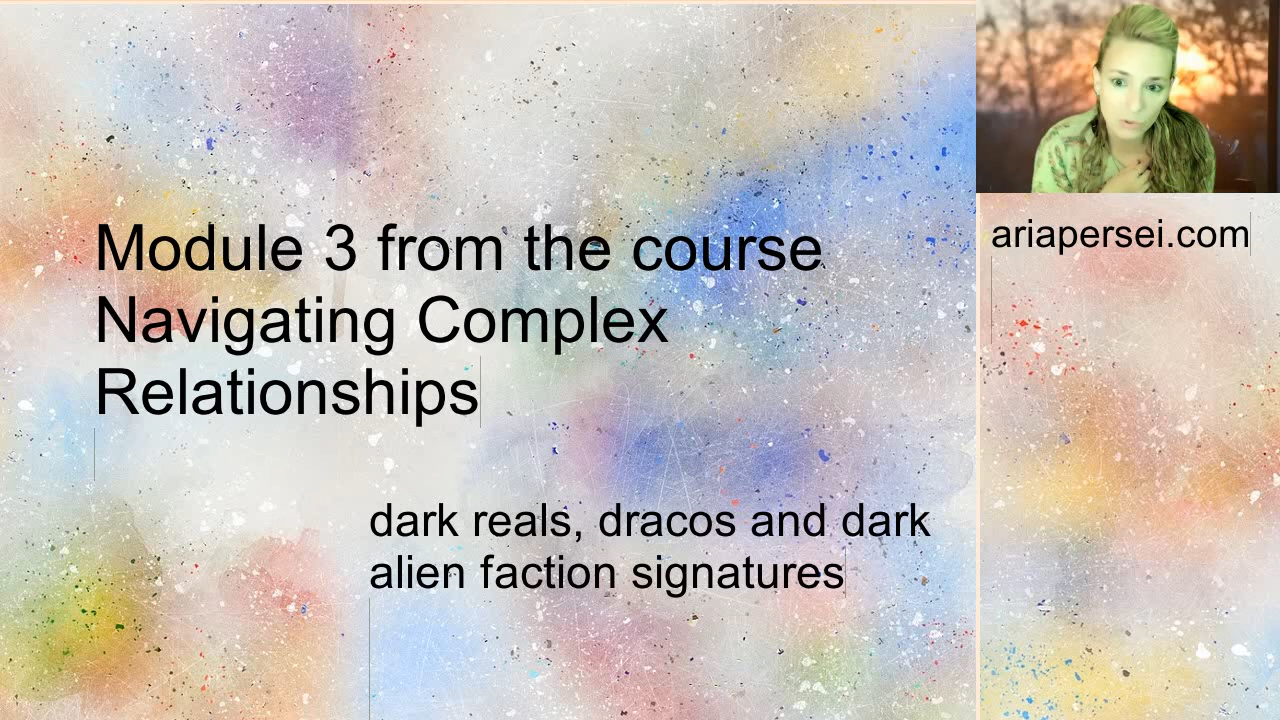 Module 3 from the course
Navigating Complex
Relationships
dark reals, dracos and dark
alien faction signatures
ariapersei.com